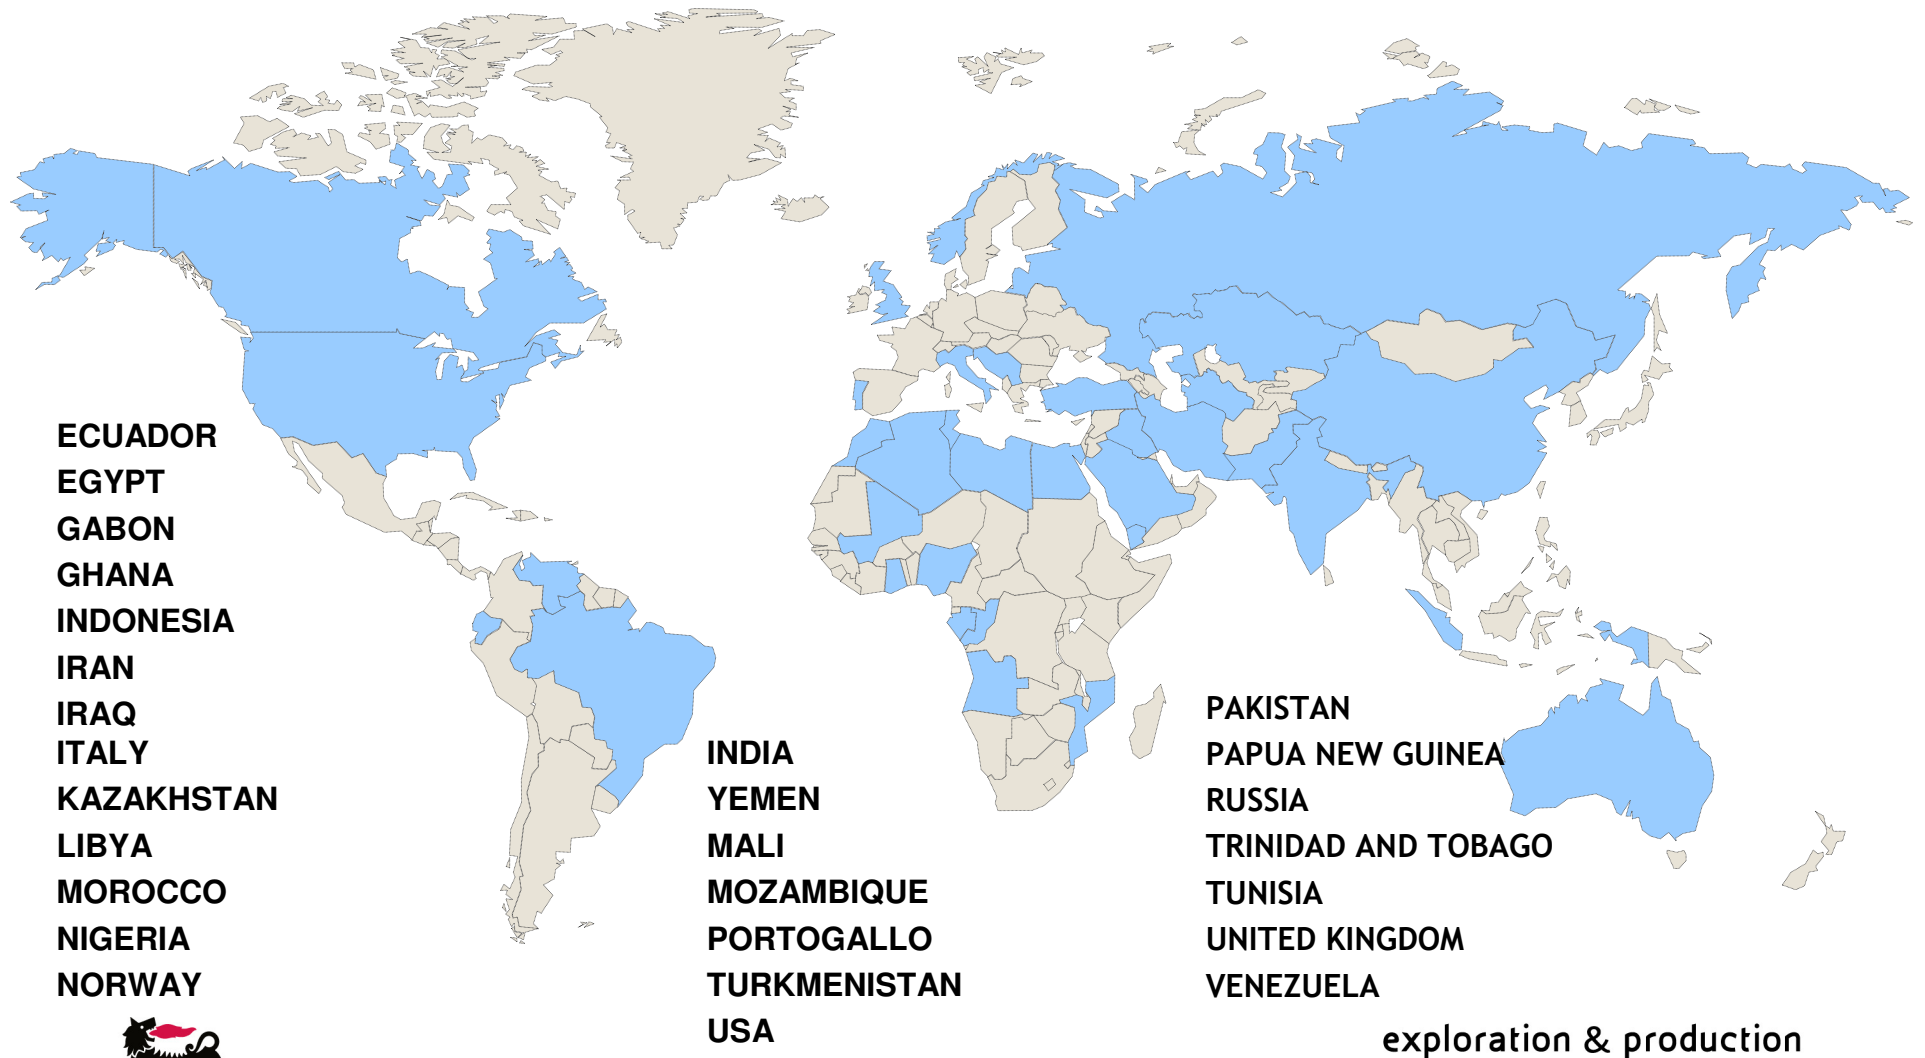 ECUADOR
EGYPT
GABON
GHANA
INDONESIA
IRAN
IRAQ
ITALY
KAZAKHSTAN
LIBYA
MOROCCO
NIGERIA
NORWAY
INDIA
YEMEN
MALI
MOZAMBIQUE
PORTOGALLO
TURKMENISTAN
USA
PAKISTAN
PAPUA NEW GUINEA
RUSSIA
TRINIDAD AND TOBAGO
TUNISIA
UNITED KINGDOM
VENEZUELA
exploration & production